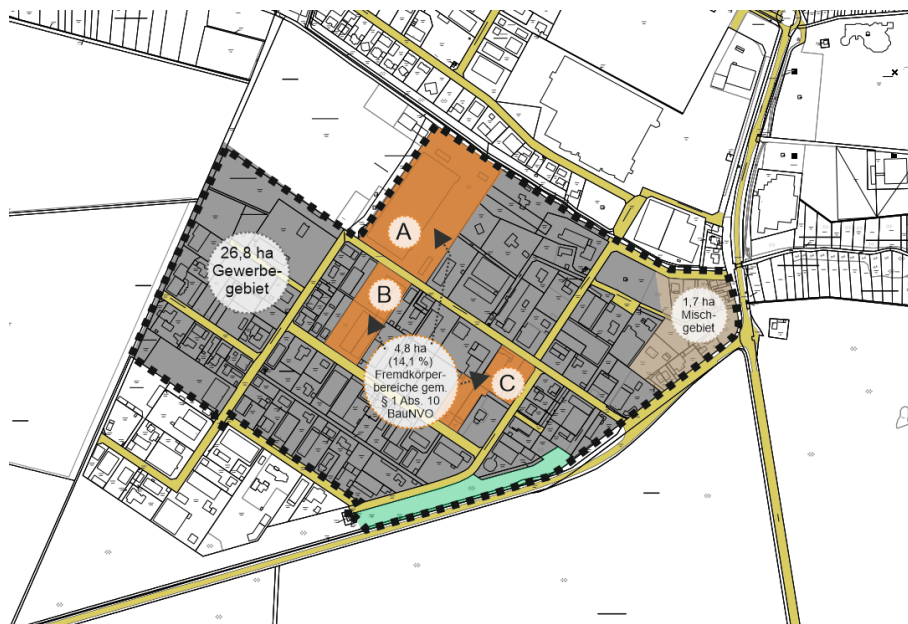 A
26,8 ha
Gewerbe-
gebiet
B
1,7 ha
Misch-
gebiet
4,8 ha
(14,1 %)
Fremdkörper-
bereiche gem.
§ 1 Abs. 10
BauNVO
C